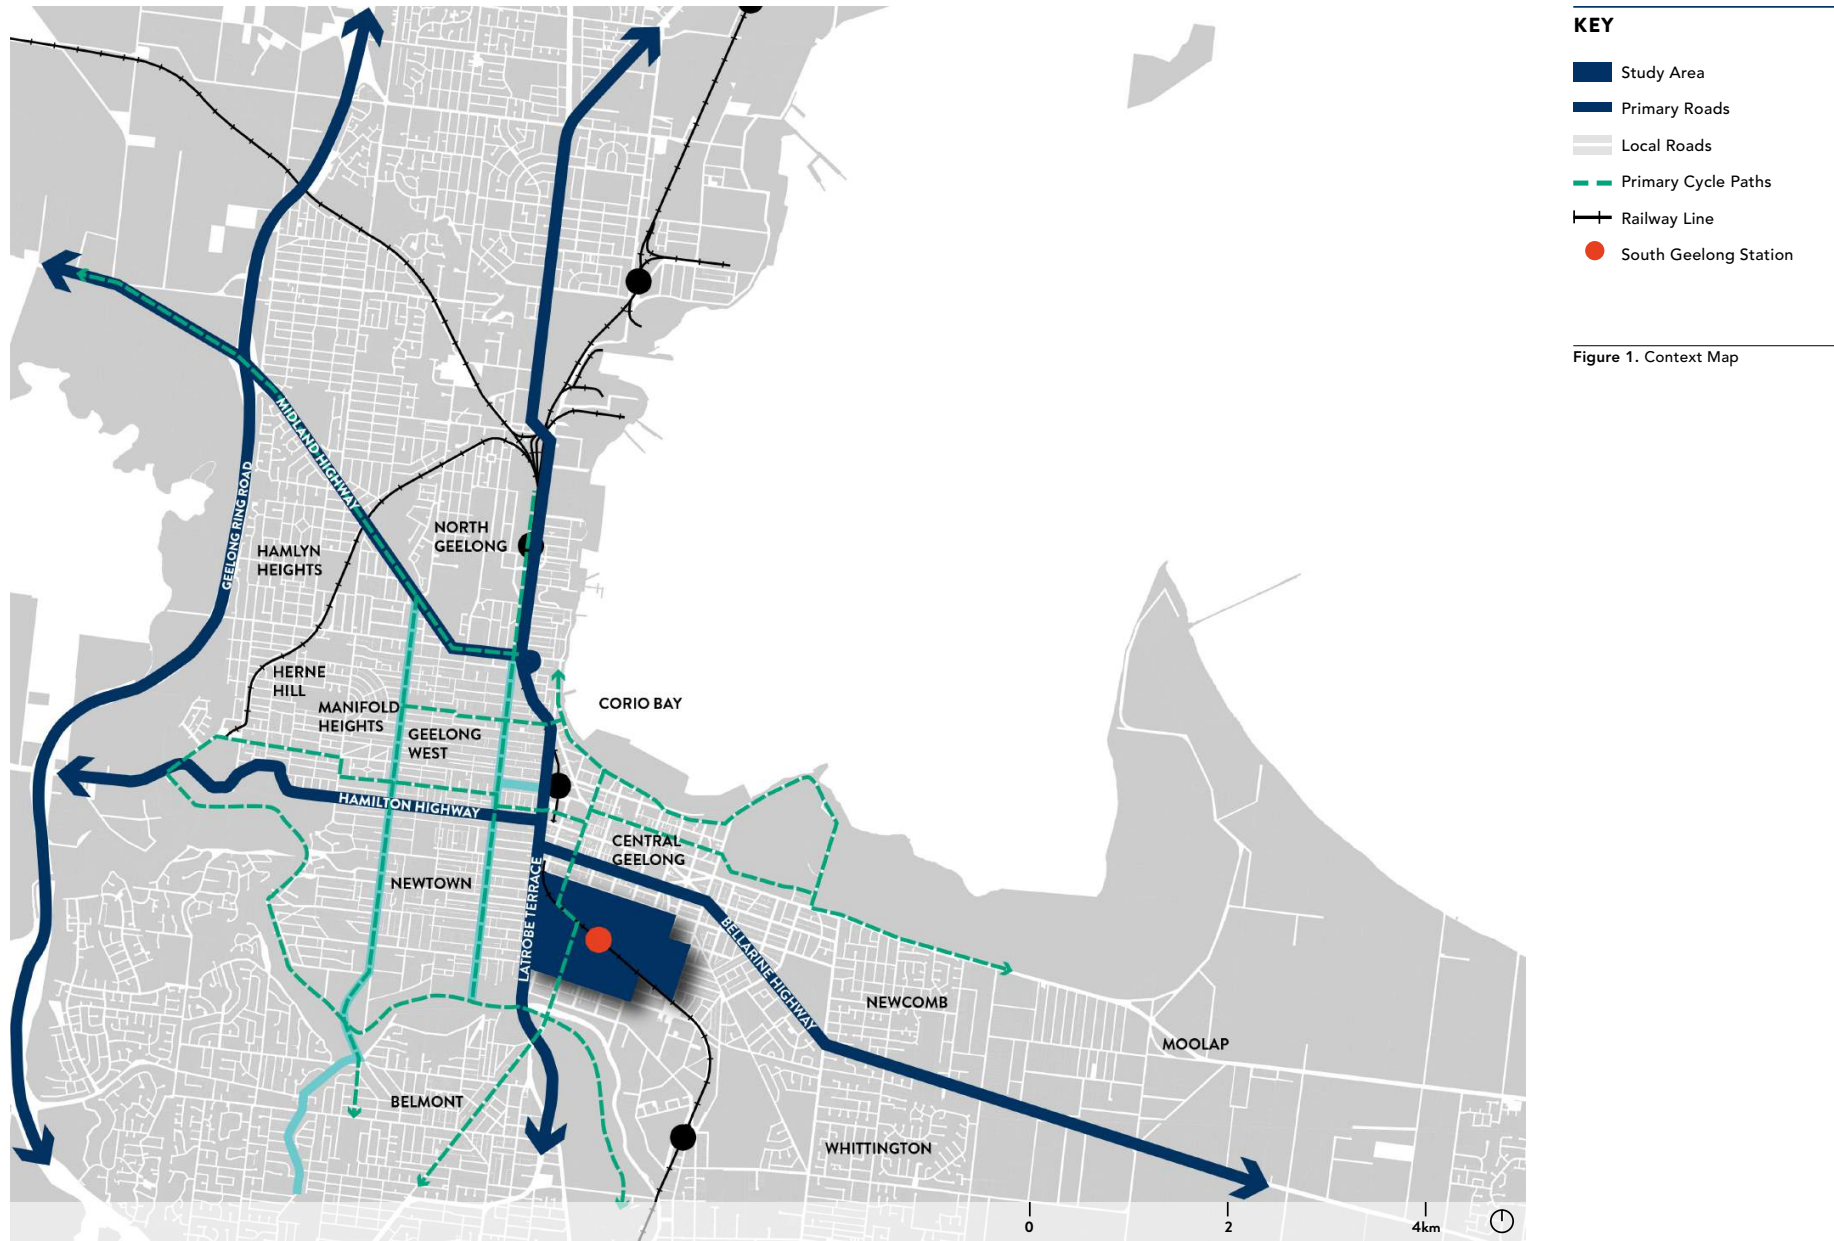 KEY
Study Area
Primary Roads
Local Roads
Primary Cycle Paths
Railway Line
South Geelong Station
Figure 1. Context Map
MIDLAND HIGHWAY
GEELONG RING ROAD
NORTH
GEELONG
HAMLYN
HEIGHTS
HERNE
HILL
MANIFOLD
HEIGHTS
GEELONG
WEST
CORIO BAY
HAMILTON HIGHWAY
CENTRAL
GEELONG
NEWTOWN
LATROBE TERRACE
BELLARINE HIGHWAY
NEWCOMB
MOOLAP
BELMONT
WHITTINGTON
0
2
4km